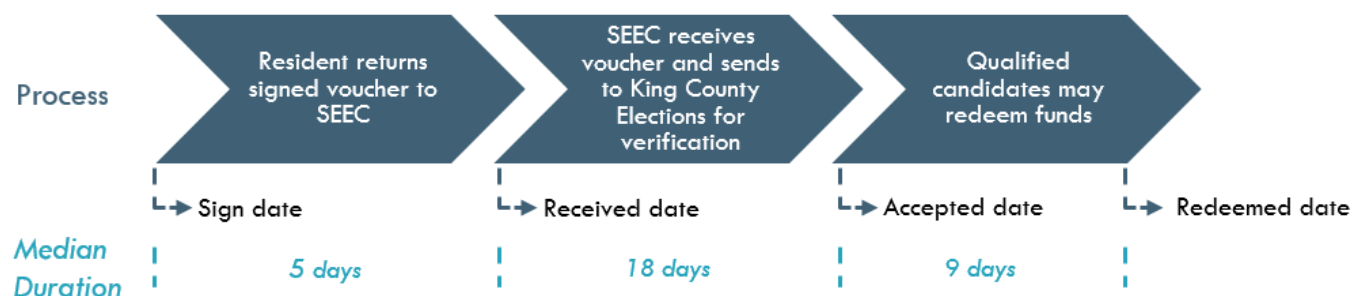 Process
Resident returns
signed voucher to
SEEC
SEEC receives
voucher and sends
to King County
Elections for
verification
Qualified
candidates may
redeem funds
Sign date
Received date
Accepted date
Redeemed date
Median
Duration
5 days
18 days
9 days